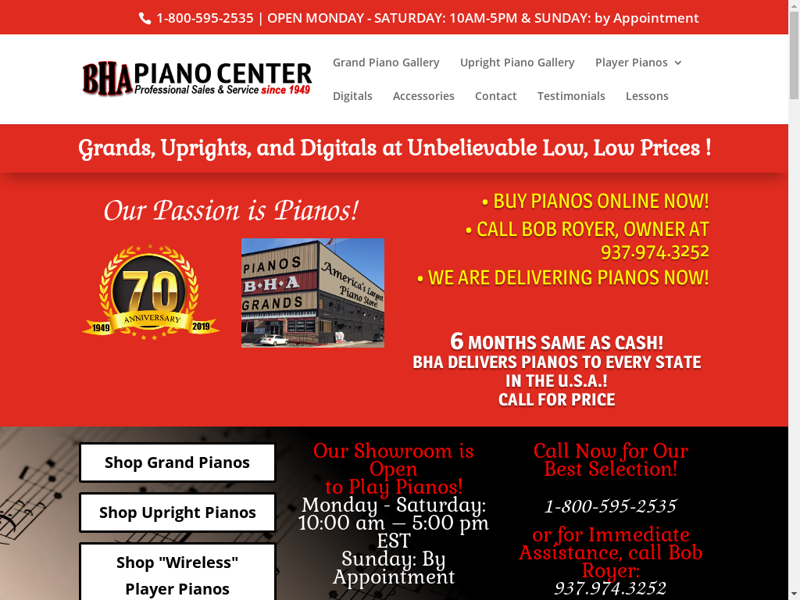 1-800-595-2535 | OPEN MONDAY - SATURDAY: 10AM-5PM & SUNDAY: by Appointment
BHA PIANO CENTER
Professional Sales & Service since 1949
Grand Piano Gallery
Upright Piano Gallery
Player Pianos
Digitals
Accessories
Contact
Testimonials
Lessons
Grands, Uprights, and Digitals at Unbelievable Low, Low Prices !
Our Passion is Pianos!
70
ANNIVERSARY
1949
2019
PIANOS
B·H·A
GRANDS
America's Largest
Piano Store!
• BUY PIANOS ONLINE NOW!
• CALL BOB ROYER, OWNER AT
937.974.3252
• WE ARE DELIVERING PIANOS NOW!
6 MONTHS SAME AS CASH!
BHA DELIVERS PIANOS TO EVERY STATE
IN THE U.S.A.!
CALL FOR PRICE
Shop Grand Pianos
Shop Upright Pianos
Shop "Wireless"
Player Pianos
Our Showroom is
Open
to Play Pianos!
Monday - Saturday:
10:00 am – 5:00 pm
EST
Sunday: By
Appointment
Call Now for Our
Best Selection!
1-800-595-2535
or for Immediate
Assistance, call Bob
Royer:
937.974.3252